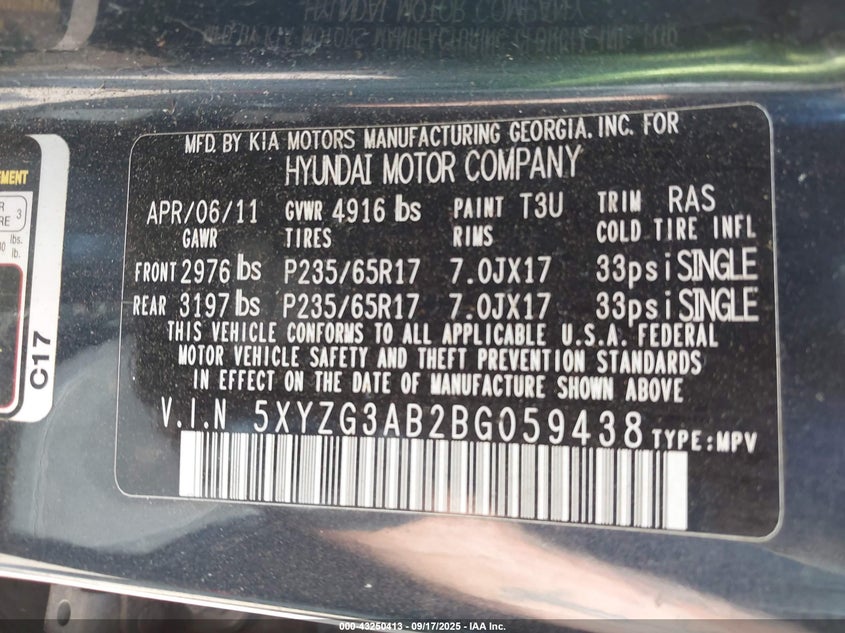 MFD. BY KIA MOTORS MANUFACTURING GEORGIA. INC. FOR
HYUNDAI MOTOR COMPANY
APR/06/11 GVWR 4916 lbs PAINT T3U TRIM RAS
GAWR TIRES RIMS COLD TIRE INFL
FRONT 2976 lbs P235/65R17 7.0JX17 33psi SINGLE
REAR 3197 lbs P235/65R17 7.0JX17 33psi SINGLE
THIS VEHICLE CONFORMS TO ALL APPLICABLE U.S.A. FEDERAL
MOTOR VEHICLE SAFETY AND THEFT PREVENTION STANDARDS
IN EFFECT ON THE DATE OF MANUFACTURE SHOWN ABOVE
V.I.N 5XYZG3AB2BG059438 TYPE:MPV
C17
000-43250413 - 09/17/2025 - IAA Inc.